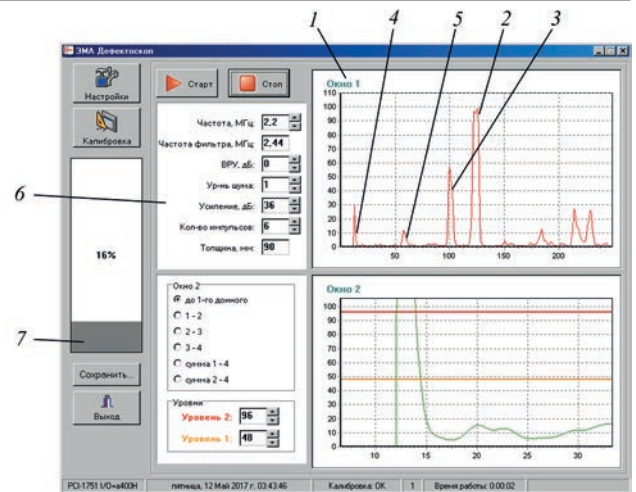 1 4 5 2 3
ЭМА Дефектоскоп
Настройки
Калибровка
16%
Сохранить...
Выход
6
7
Старт
Стоп
Частота, МГц: 2,2
Частота фильтра, МГц: 2,44
ВРУ, дБ: 0
Ур-нь шума: 1
Усиление, дБ: 36
Кол-во импульсов: 6
Толщина, мм: 90
Окно 2
до 1-го донного
1 - 2
2 - 3
3 - 4
сумма 1 - 4
сумма 2 - 4
Уровни
Уровень 2: 96
Уровень 1: 48
Окно 1
110
100
90
80
70
60
50
40
30
20
10
0
50 100 150 200
Окно 2
100
90
80
70
60
50
40
30
20
10
0
10 15 20 25 30
PCI-1751 I/O=a400H пятница, 12 Май 2017 г. 03:43:46 Калибровка: OK 1 Время работы: 0:00:02